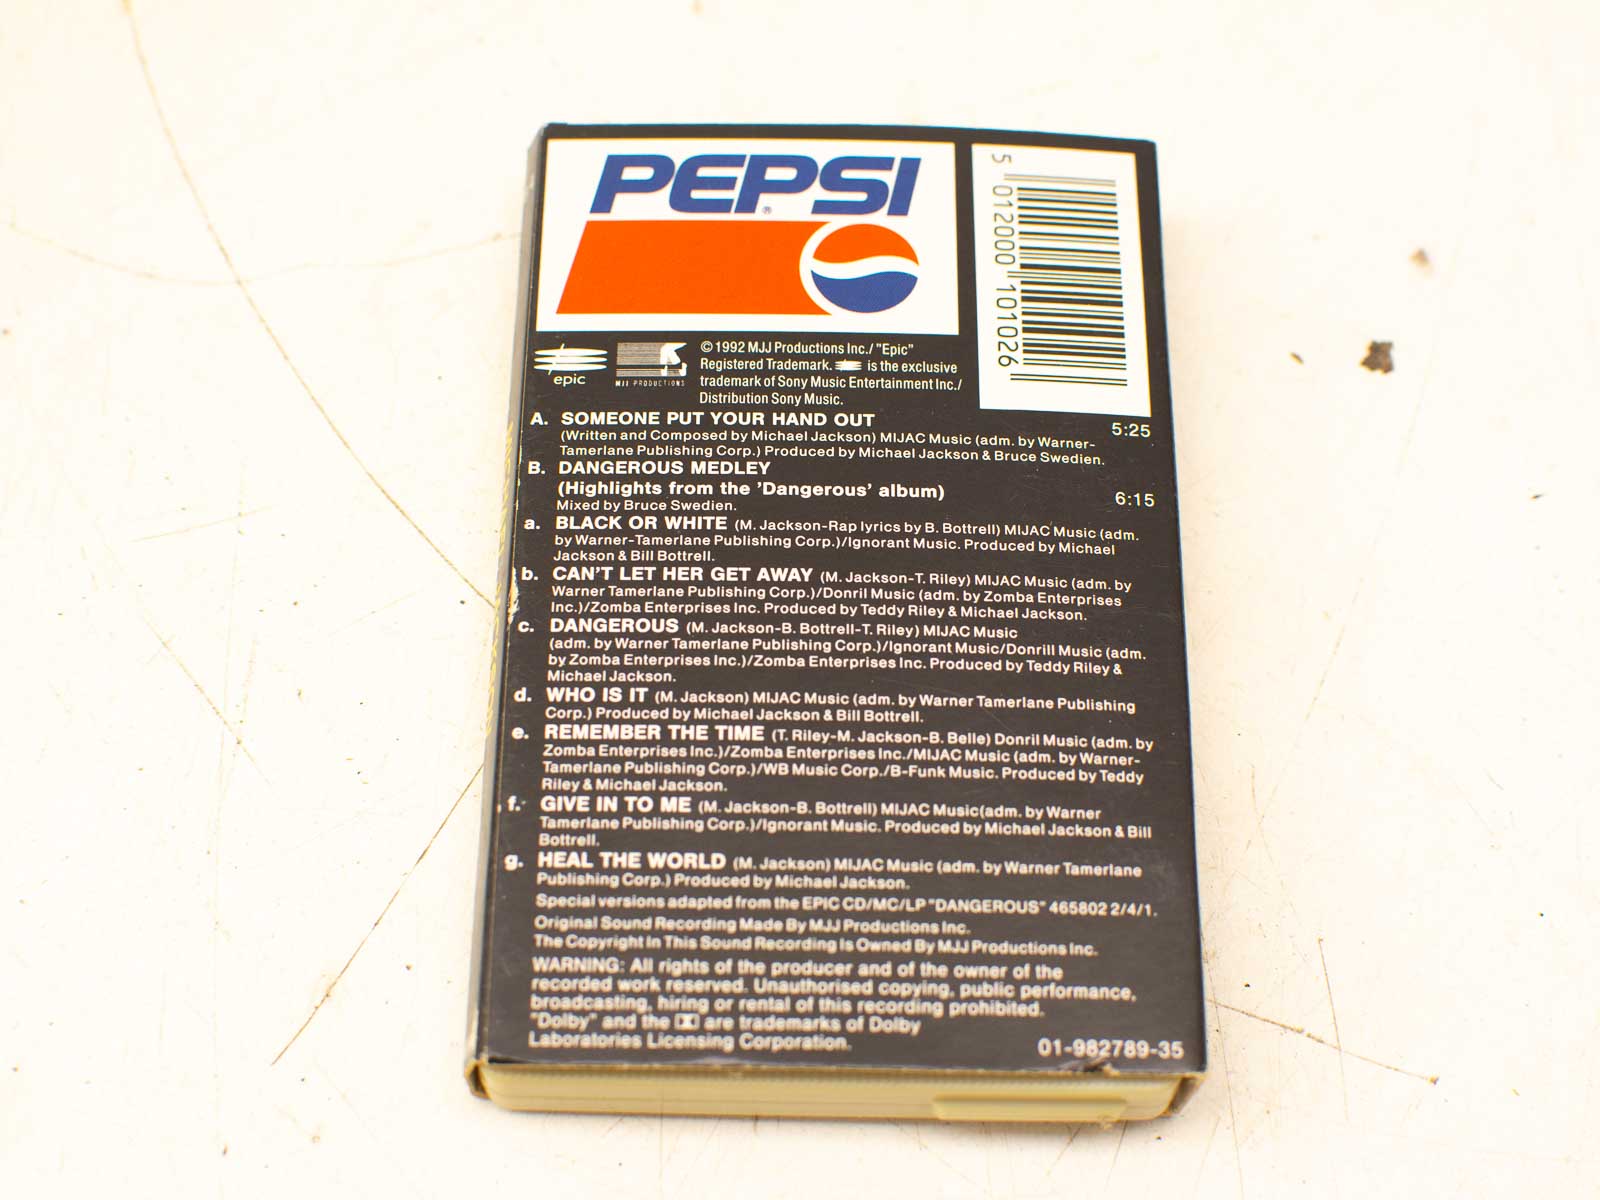 PEPSI
®
5 012000 101026
epic
MJJ PRODUCTIONS
© 1992 MJJ Productions Inc./ "Epic"
Registered Trademark. is the exclusive
trademark of Sony Music Entertainment Inc./
Distribution Sony Music.
A. SOMEONE PUT YOUR HAND OUT 5:25
(Written and Composed by Michael Jackson) MIJAC Music (adm. by Warner-
Tamerlane Publishing Corp.) Produced by Michael Jackson & Bruce Swedien.
B. DANGEROUS MEDLEY
(Highlights from the 'Dangerous' album) 6:15
Mixed by Bruce Swedien.
a. BLACK OR WHITE (M. Jackson-Rap lyrics by B. Bottrell) MIJAC Music (adm.
by Warner-Tamerlane Publishing Corp.)/Ignorant Music. Produced by Michael
Jackson & Bill Bottrell.
b. CAN'T LET HER GET AWAY (M. Jackson-T. Riley) MIJAC Music (adm. by
Warner Tamerlane Publishing Corp.)/Donril Music (adm. by Zomba Enterprises
Inc.)/Zomba Enterprises Inc. Produced by Teddy Riley & Michael Jackson.
c. DANGEROUS (M. Jackson-B. Bottrell-T. Riley) MIJAC Music
(adm. by Warner Tamerlane Publishing Corp.)/Ignorant Music/Donrill Music (adm.
by Zomba Enterprises Inc.)/Zomba Enterprises Inc. Produced by Teddy Riley &
Michael Jackson.
d. WHO IS IT (M. Jackson) MIJAC Music (adm. by Warner Tamerlane Publishing
Corp.) Produced by Michael Jackson & Bill Bottrell.
e. REMEMBER THE TIME (T. Riley-M. Jackson-B. Belle) Donril Music (adm. by
Zomba Enterprises Inc.)/Zomba Enterprises Inc./MIJAC Music (adm. by Warner-
Tamerlane Publishing Corp.)/WB Music Corp./B-Funk Music. Produced by Teddy
Riley & Michael Jackson.
f. GIVE IN TO ME (M. Jackson-B. Bottrell) MIJAC Music(adm. by Warner
Tamerlane Publishing Corp.)/Ignorant Music. Produced by Michael Jackson & Bill
Bottrell.
g. HEAL THE WORLD (M. Jackson) MIJAC Music (adm. by Warner Tamerlane
Publishing Corp.) Produced by Michael Jackson.
Special versions adapted from the EPIC CD/MC/LP "DANGEROUS" 465802 2/4/1.
Original Sound Recording Made By MJJ Productions Inc.
The Copyright In This Sound Recording Is Owned By MJJ Productions Inc.
WARNING: All rights of the producer and of the owner of the
recorded work reserved. Unauthorised copying, public performance,
broadcasting, hiring or rental of this recording prohibited.
"Dolby" and the are trademarks of Dolby
Laboratories Licensing Corporation.
01-982789-35